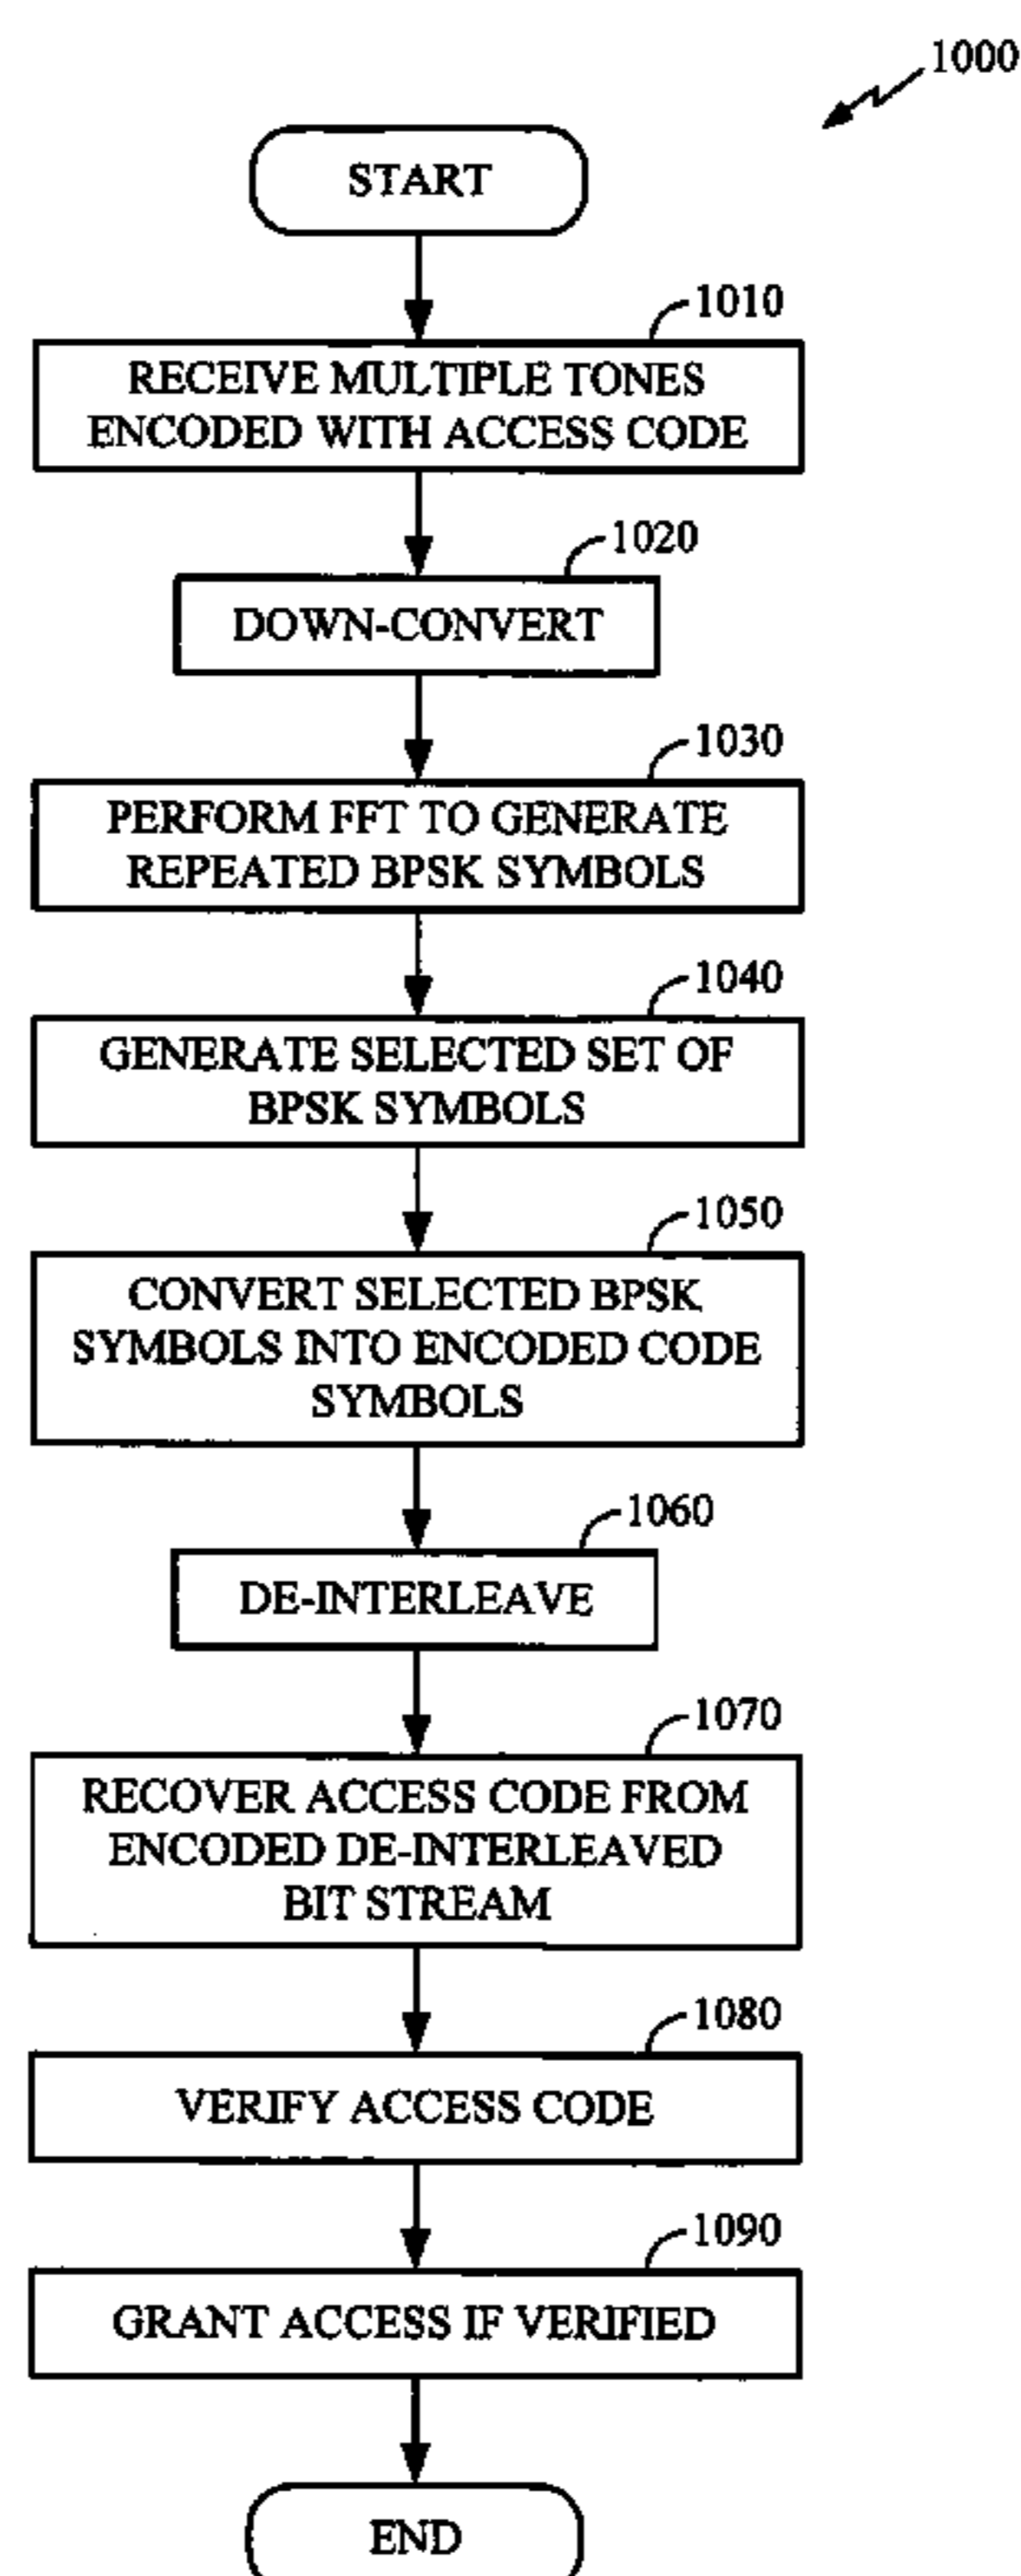 1000
START
1010
RECEIVE MULTIPLE TONES
ENCODED WITH ACCESS CODE
1020
DOWN-CONVERT
1030
PERFORM FFT TO GENERATE
REPEATED BPSK SYMBOLS
1040
GENERATE SELECTED SET OF
BPSK SYMBOLS
1050
CONVERT SELECTED BPSK
SYMBOLS INTO ENCODED CODE
SYMBOLS
1060
DE-INTERLEAVE
1070
RECOVER ACCESS CODE FROM
ENCODED DE-INTERLEAVED
BIT STREAM
1080
VERIFY ACCESS CODE
1090
GRANT ACCESS IF VERIFIED
END